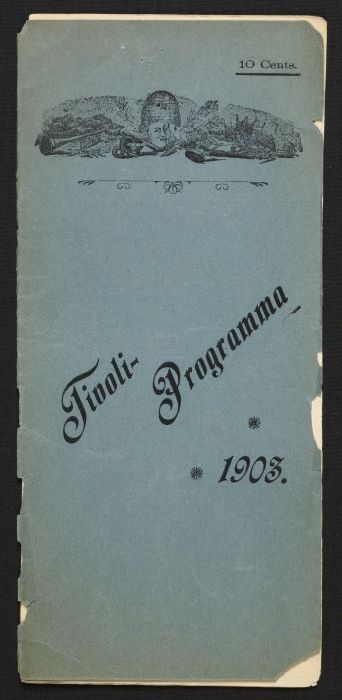 10 Cents.
Tivoli-
Programma
1903.